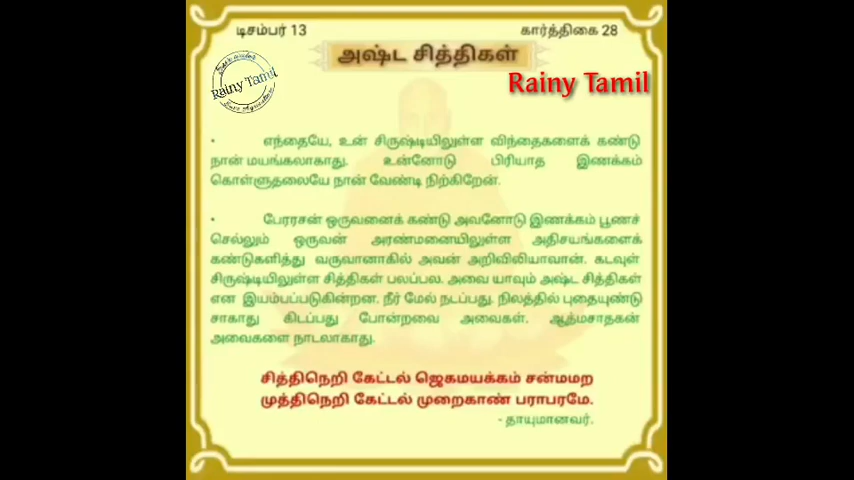 டிசம்பர் 13 கார்த்திகை 28
அஷ்ட சித்திகள்
Rainy Tamil
Rainy Tamil
• எந்தையே, உன் சிருஷ்டியிலுள்ள விந்தைகளைக் கண்டு
நான் மயங்கலாகாது. உன்னோடு பிரியாத இணக்கம்
கொள்ளுதலையே நான் வேண்டி நிற்கிறேன்.
• பேரரசன் ஒருவனைக் கண்டு அவனோடு இணக்கம் பூணச்
செல்லும் ஒருவன் அரண்மனையிலுள்ள அதிசயங்களைக்
கண்டுகளித்து வருவானாகில் அவன் அறிவிலியாவான். கடவுள்
சிருஷ்டியிலுள்ள சித்திகள் பலப்பல. அவை யாவும் அஷ்ட சித்திகள்
என இயம்பப்படுகின்றன. நீர் மேல் நடப்பது, நிலத்தில் புதையுண்டு
சாகாது கிடப்பது போன்றவை அவைகள். ஆத்மசாதகன்
அவைகளை நாடலாகாது.
சித்திநெறி கேட்டல் ஜெகமயக்கம் சன்மமற
முத்திநெறி கேட்டல் முறைகாண் பராபரமே.
- தாயுமானவர்.